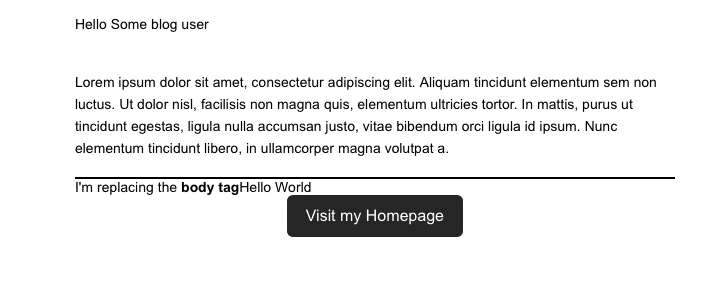 Hello Some blog user
Lorem ipsum dolor sit amet, consectetur adipiscing elit. Aliquam tincidunt elementum sem non
luctus. Ut dolor nisl, facilisis non magna quis, elementum ultricies tortor. In mattis, purus ut
tincidunt egestas, ligula nulla accumsan justo, vitae bibendum orci ligula id ipsum. Nunc
elementum tincidunt libero, in ullamcorper magna volutpat a.
I'm replacing the body tagHello World
Visit my Homepage